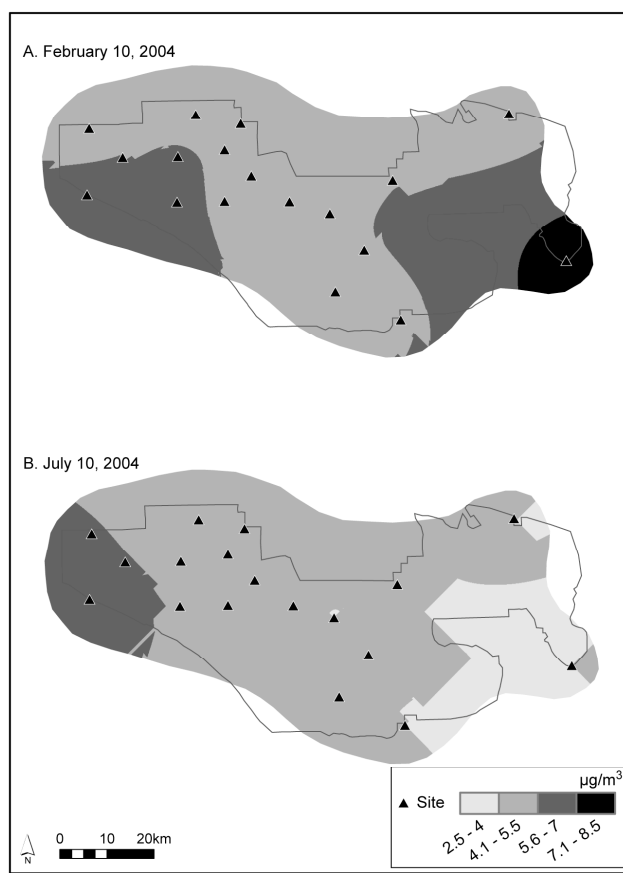 A. February 10, 2004
B. July 10, 2004
µg/m³
Site
2.5 - 4
4.1 - 5.5
5.6 - 7
7.1 - 8.5
N
0 10 20km